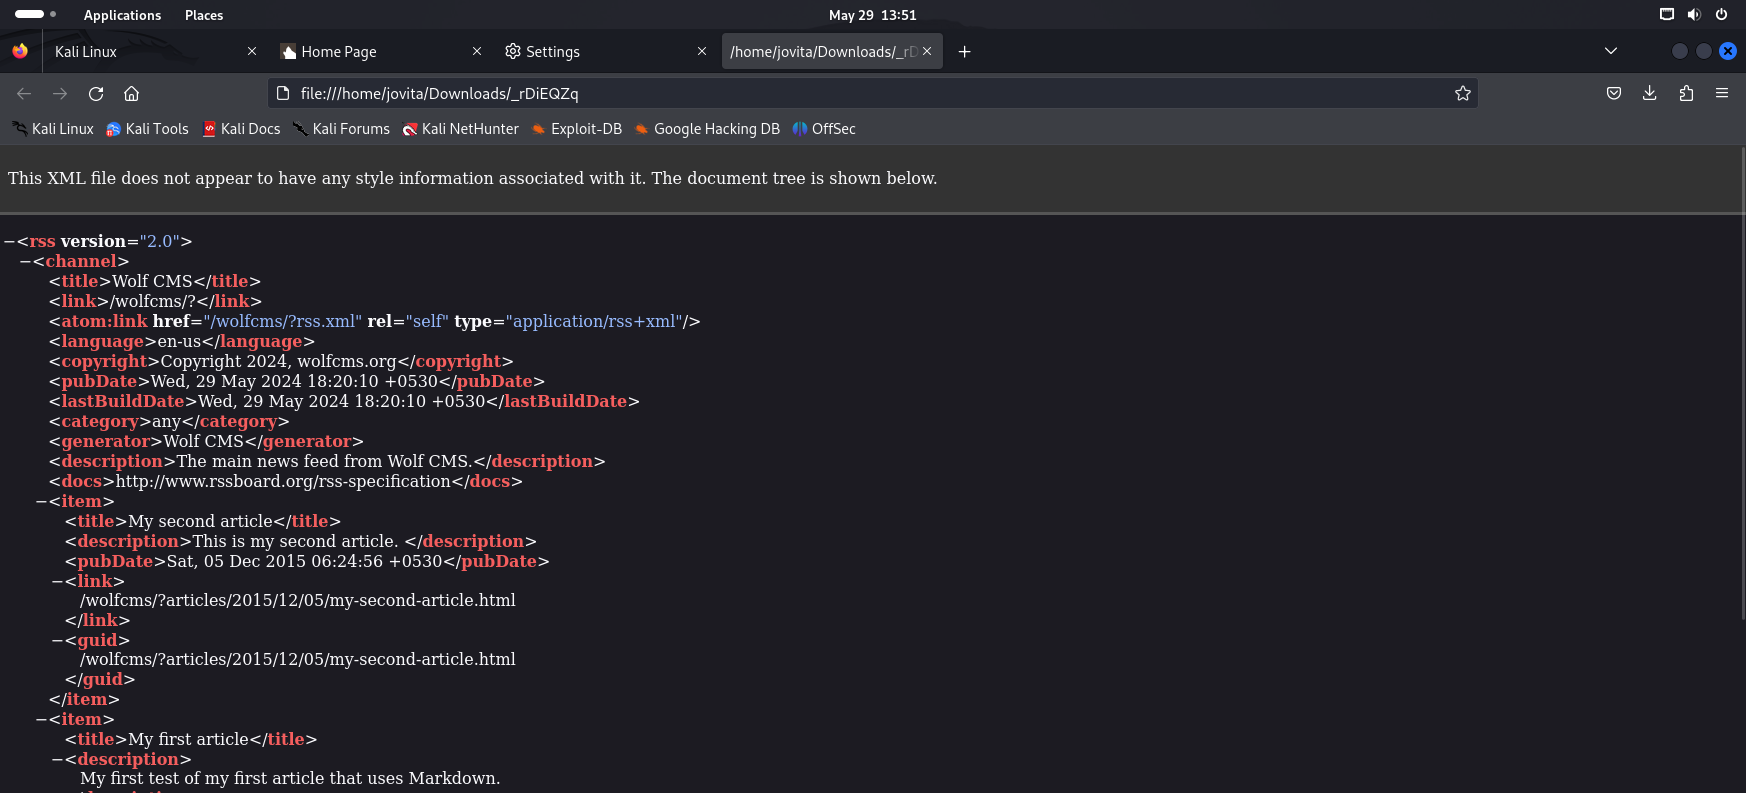 Applications Places May 29 13:51
Kali Linux Home Page Settings /home/jovita/Downloads/_rD
file:///home/jovita/Downloads/_rDiEQZq
Kali Linux Kali Tools Kali Docs Kali Forums Kali NetHunter Exploit-DB Google Hacking DB OffSec
This XML file does not appear to have any style information associated with it. The document tree is shown below.
−<rss version="2.0">
−<channel>
<title>Wolf CMS</title>
<link>/wolfcms/?</link>
<atom:link href="/wolfcms/?rss.xml" rel="self" type="application/rss+xml"/>
<language>en-us</language>
<copyright>Copyright 2024, wolfcms.org</copyright>
<pubDate>Wed, 29 May 2024 18:20:10 +0530</pubDate>
<lastBuildDate>Wed, 29 May 2024 18:20:10 +0530</lastBuildDate>
<category>any</category>
<generator>Wolf CMS</generator>
<description>The main news feed from Wolf CMS.</description>
<docs>http://www.rssboard.org/rss-specification</docs>
−<item>
<title>My second article</title>
<description>This is my second article. </description>
<pubDate>Sat, 05 Dec 2015 06:24:56 +0530</pubDate>
−<link>
/wolfcms/?articles/2015/12/05/my-second-article.html
</link>
−<guid>
/wolfcms/?articles/2015/12/05/my-second-article.html
</guid>
</item>
−<item>
<title>My first article</title>
−<description>
My first test of my first article that uses Markdown.